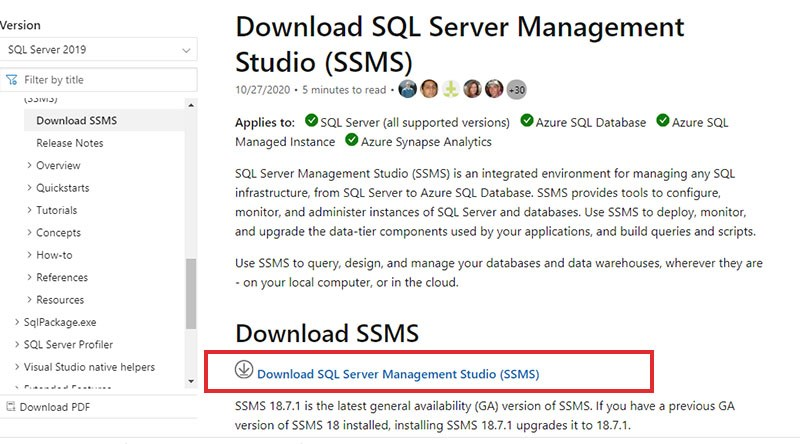 Version
SQL Server 2019
Filter by title
(SSMS)
Download SSMS
Release Notes
Overview
Quickstarts
Tutorials
Concepts
How-to
References
Resources
SqlPackage.exe
SQL Server Profiler
Visual Studio native helpers
Extended Features
Download PDF
Download SQL Server Management
Studio (SSMS)
10/27/2020 • 5 minutes to read • +30
Applies to: SQL Server (all supported versions) Azure SQL Database Azure SQL
Managed Instance Azure Synapse Analytics
SQL Server Management Studio (SSMS) is an integrated environment for managing any SQL
infrastructure, from SQL Server to Azure SQL Database. SSMS provides tools to configure,
monitor, and administer instances of SQL Server and databases. Use SSMS to deploy, monitor,
and upgrade the data-tier components used by your applications, and build queries and scripts.
Use SSMS to query, design, and manage your databases and data warehouses, wherever they are
- on your local computer, or in the cloud.
Download SSMS
Download SQL Server Management Studio (SSMS)
SSMS 18.7.1 is the latest general availability (GA) version of SSMS. If you have a previous GA
version of SSMS 18 installed, installing SSMS 18.7.1 upgrades it to 18.7.1.